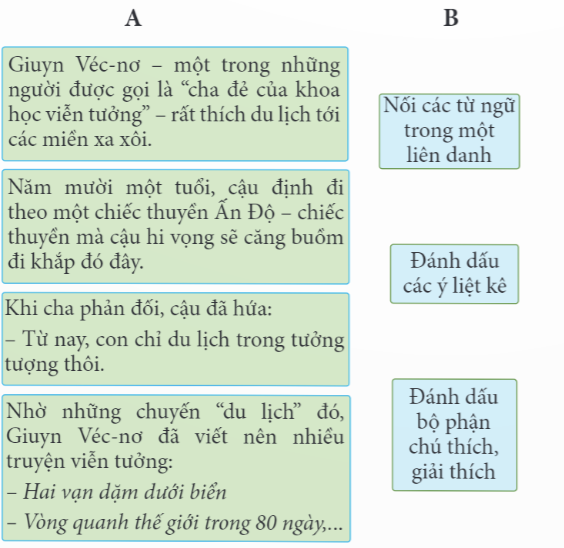 A
B
Giuyn Véc-nơ – một trong những
người được gọi là “cha đẻ của khoa
học viễn tưởng” – rất thích du lịch tới
các miền xa xôi.
Nối các từ ngữ
trong một
liên danh
Năm mười một tuổi, cậu định đi
theo một chiếc thuyền Ấn Độ – chiếc
thuyền mà cậu hi vọng sẽ căng buồm
đi khắp đó đây.
Đánh dấu
các ý liệt kê
Khi cha phản đối, cậu đã hứa:
– Từ nay, con chỉ du lịch trong tưởng
tượng thôi.
Nhờ những chuyến “du lịch” đó,
Giuyn Véc-nơ đã viết nên nhiều
truyện viễn tưởng:
– Hai vạn dặm dưới biển
– Vòng quanh thế giới trong 80 ngày,...
Đánh dấu
bộ phận
chú thích,
giải thích